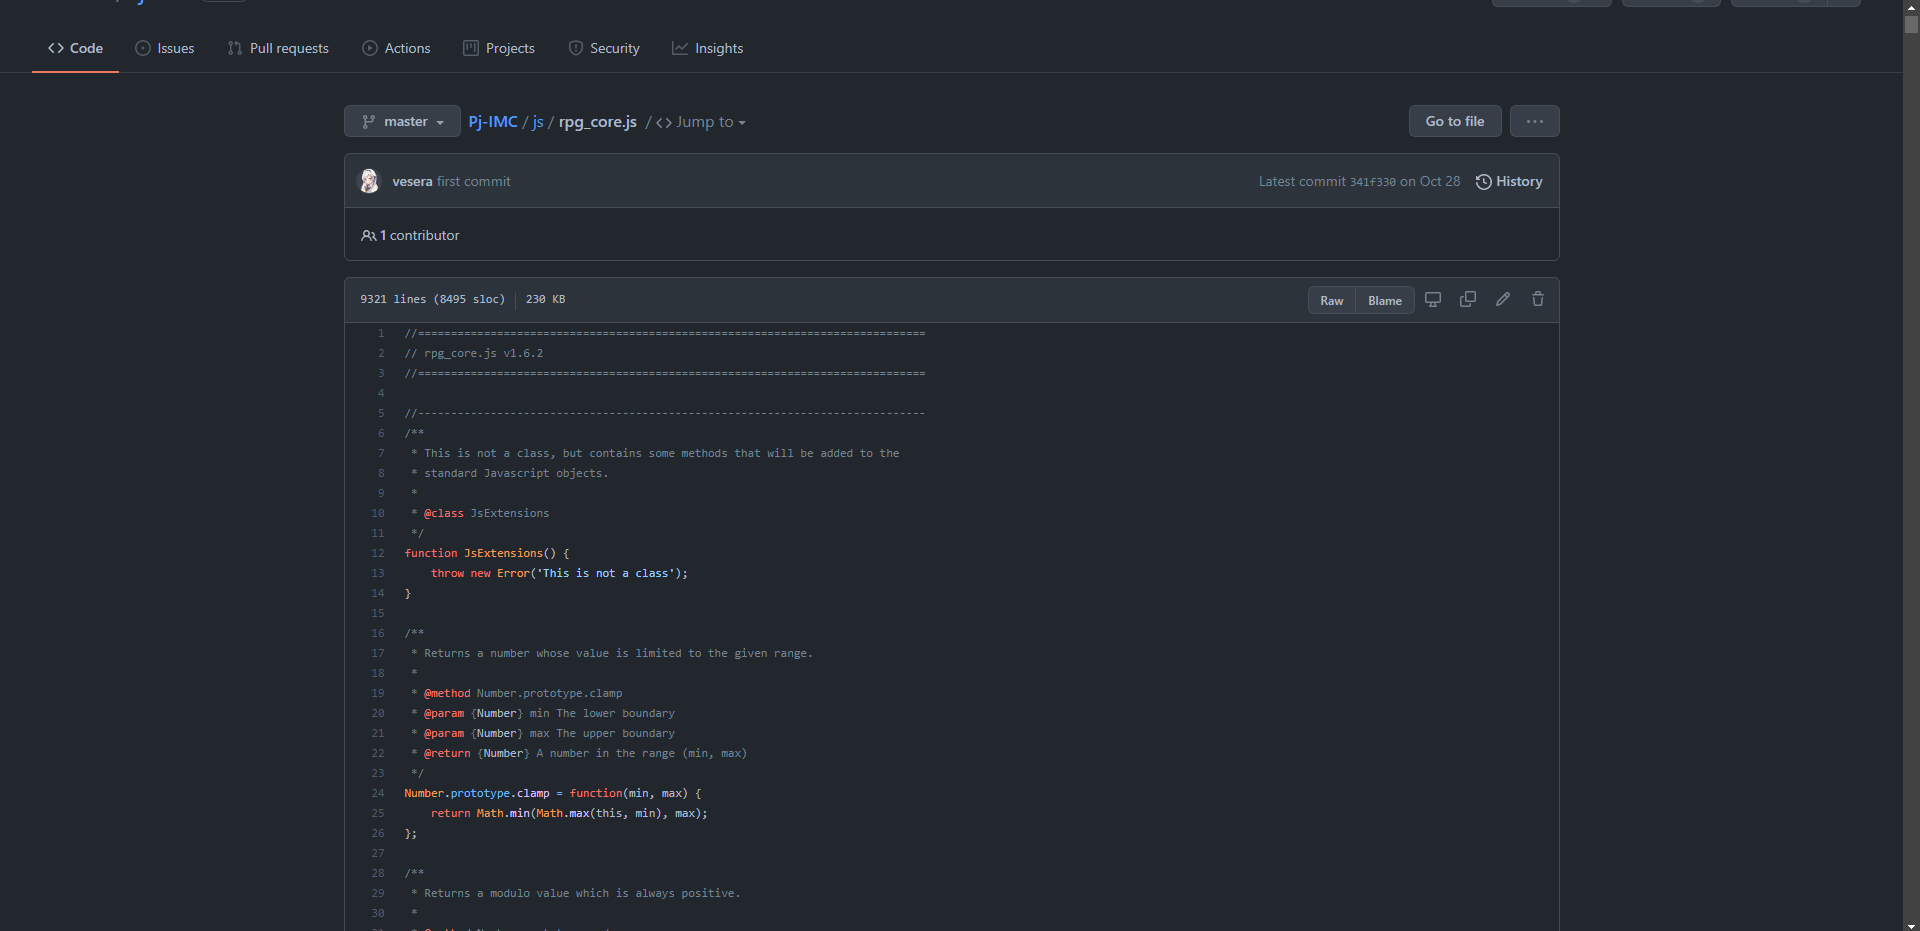 Code Issues Pull requests Actions Projects Security Insights
master Pj-IMC / js / rpg_core.js / <> Jump to Go to file ...
vesera first commit Latest commit 341f330 on Oct 28 History
1 contributor
9321 lines (8495 sloc) 230 KB Raw Blame
1 //=============================================================================
2 // rpg_core.js v1.6.2
3 //=============================================================================
4
5 //-----------------------------------------------------------------------------
6 /**
7 * This is not a class, but contains some methods that will be added to the
8 * standard Javascript objects.
9 *
10 * @class JsExtensions
11 */
12 function JsExtensions() {
13 throw new Error('This is not a class');
14 }
15
16 /**
17 * Returns a number whose value is limited to the given range.
18 *
19 * @method Number.prototype.clamp
20 * @param {Number} min The lower boundary
21 * @param {Number} max The upper boundary
22 * @return {Number} A number in the range (min, max)
23 */
24 Number.prototype.clamp = function(min, max) {
25 return Math.min(Math.max(this, min), max);
26 };
27
28 /**
29 * Returns a modulo value which is always positive.
30 *